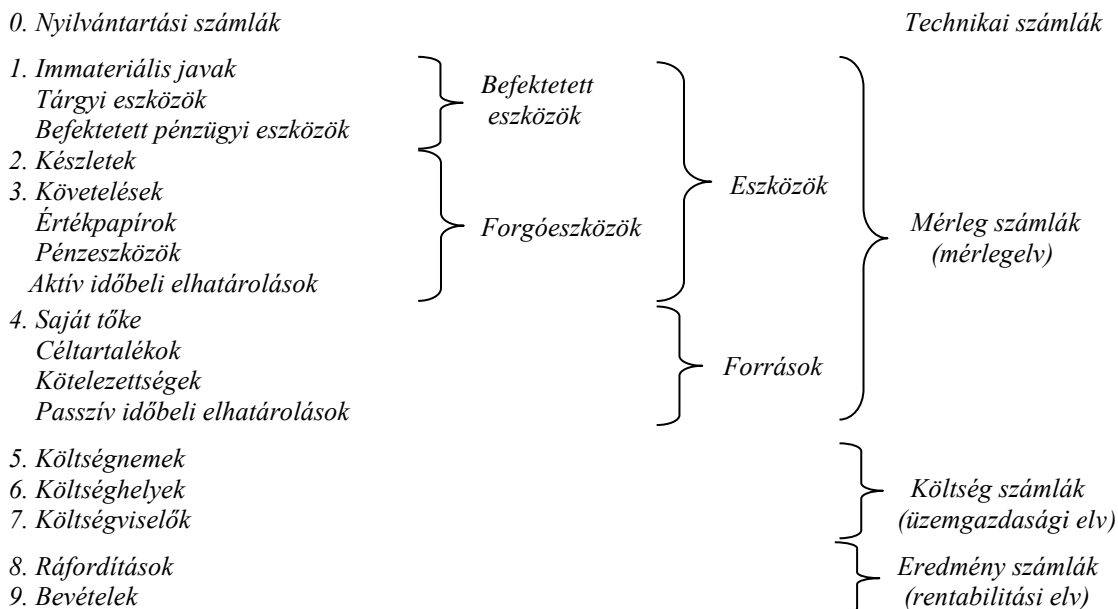 0. Nyilvántartási számlák Technikai számlák
1. Immateriális javak
Tárgyi eszközök
Befektetett pénzügyi eszközök
Befektetett
eszközök
2. Készletek
3. Követelések
Értékpapírok
Pénzeszközök
Aktív időbeli elhatárolások
Forgóeszközök
Eszközök
4. Saját tőke
Céltartalékok
Kötelezettségek
Passzív időbeli elhatárolások
Források
Mérleg számlák
(mérlegelv)
5. Költségnemek
6. Költséghelyek
7. Költségviselők
Költség számlák
(üzemgazdasági elv)
8. Ráfordítások
9. Bevételek
Eredmény számlák
(rentabilitási elv)